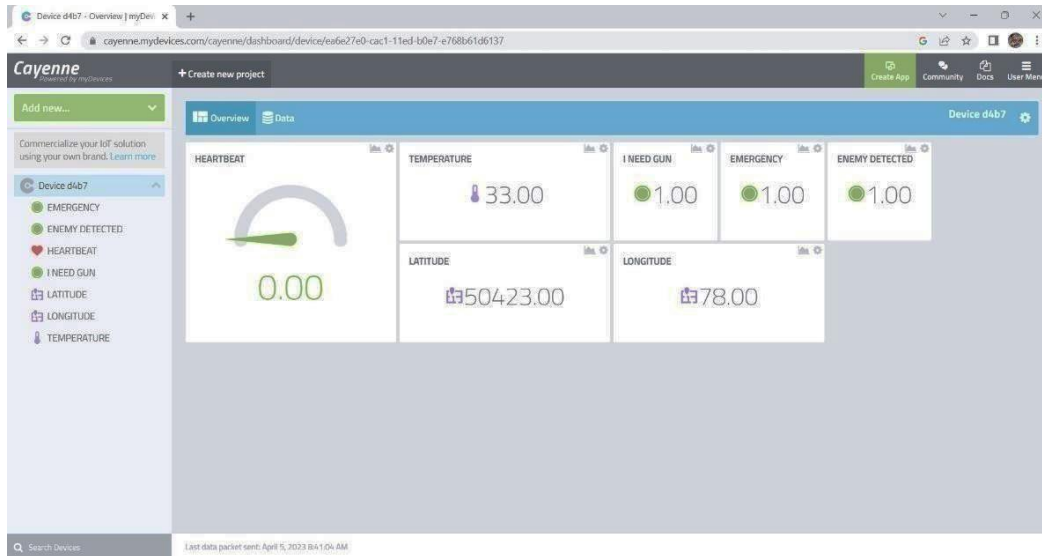 Device d4b7 - Overview | myDevi
cayenne.mydevices.com/cayenne/dashboard/device/ea6e27e0-cac1-11ed-b0e7-e768b61d6137
Cayenne
Powered by myDevices
+ Create new project
Create App
Community
Docs
User Men
Add new...
Overview
Data
Device d4b7
Commercialize your IoT solution
using your own brand. Learn more
Device d4b7
EMERGENCY
ENEMY DETECTED
HEARTBEAT
I NEED GUN
LATITUDE
LONGITUDE
TEMPERATURE
HEARTBEAT
0.00
TEMPERATURE
33.00
I NEED GUN
1.00
EMERGENCY
1.00
ENEMY DETECTED
1.00
LATITUDE
50423.00
LONGITUDE
78.00
Search Devices
Last data packet sent: April 5, 2023 8:41:04 AM